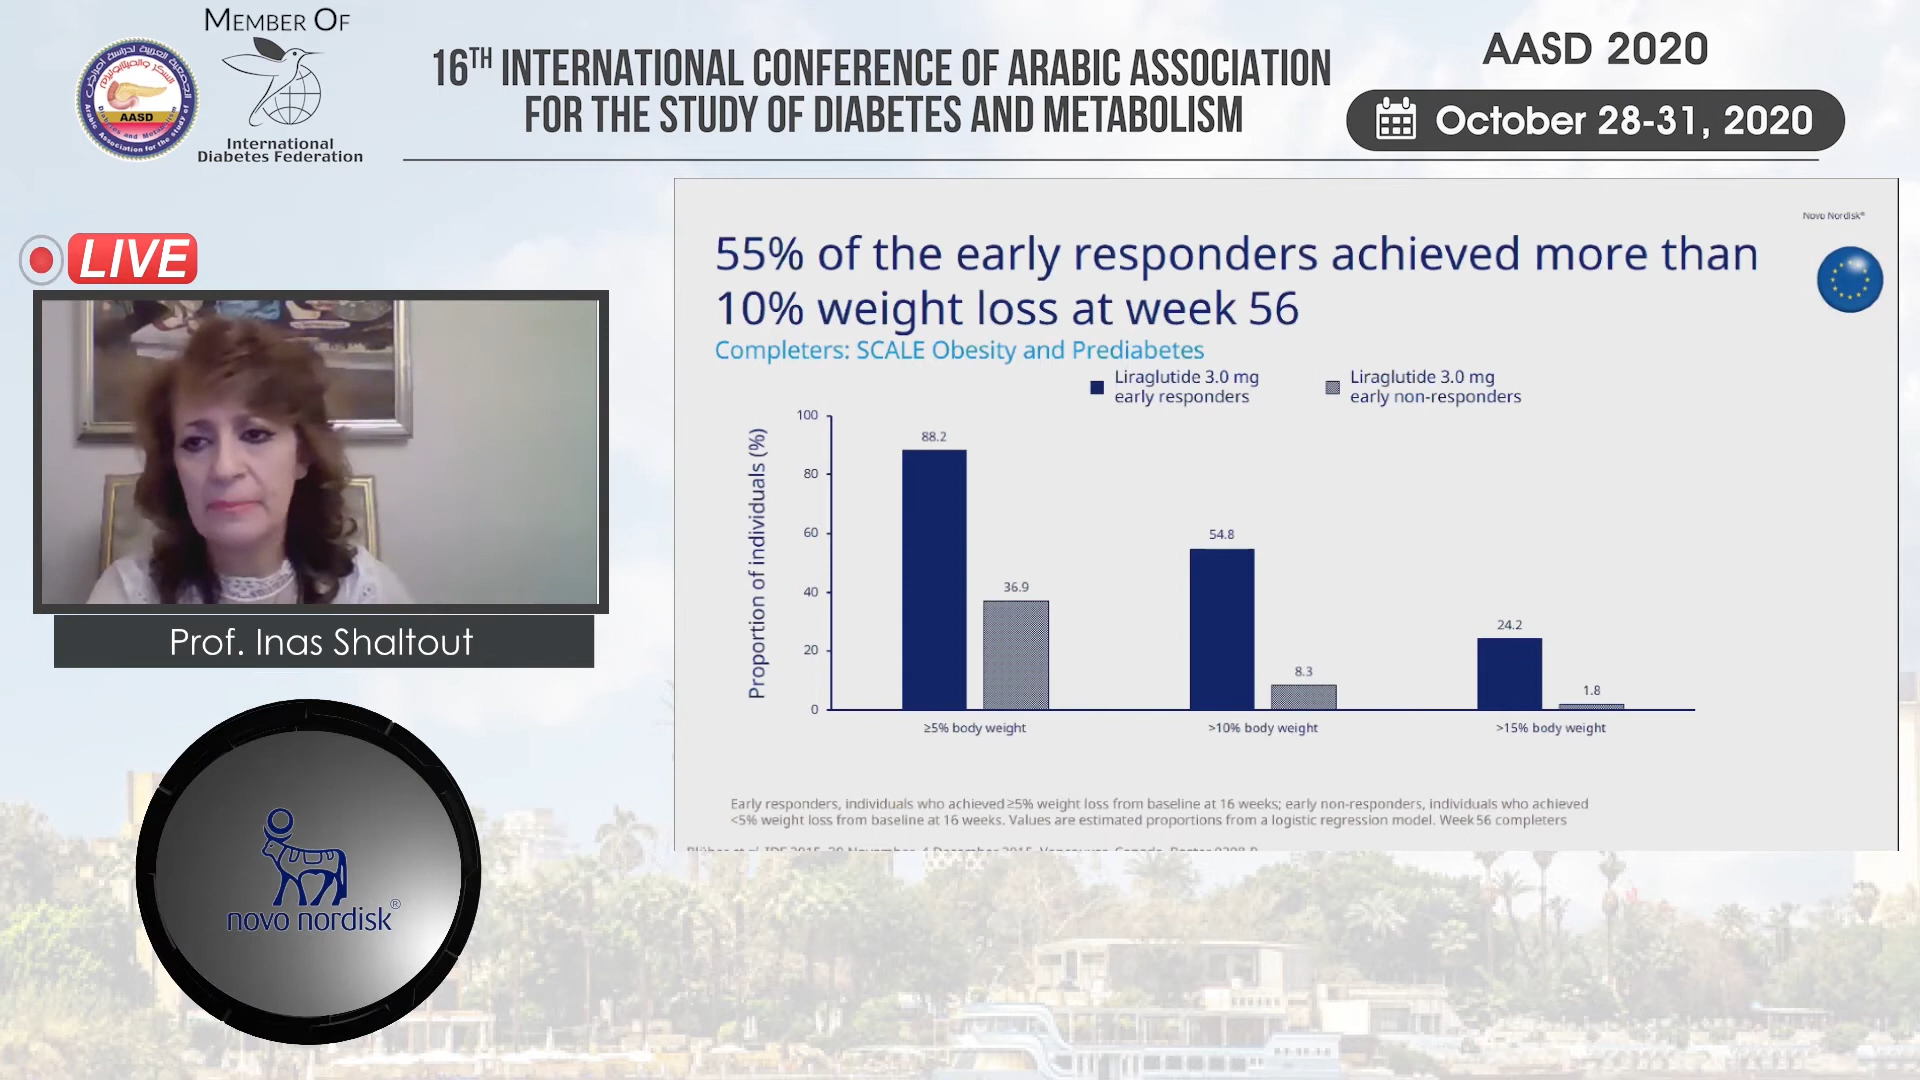 MEMBER OF
AASD
International
Diabetes Federation
16TH INTERNATIONAL CONFERENCE OF ARABIC ASSOCIATION
FOR THE STUDY OF DIABETES AND METABOLISM
AASD 2020
October 28-31, 2020
LIVE
Prof. Inas Shaltout
novo nordisk®
Novo Nordisk®
55% of the early responders achieved more than
10% weight loss at week 56
Completers: SCALE Obesity and Prediabetes
Liraglutide 3.0 mg
early responders
Liraglutide 3.0 mg
early non-responders
Proportion of individuals (%)
100
80
60
40
20
0
88.2
36.9
54.8
8.3
24.2
1.8
≥5% body weight
>10% body weight
>15% body weight
Early responders, individuals who achieved ≥5% weight loss from baseline at 16 weeks; early non-responders, individuals who achieved
<5% weight loss from baseline at 16 weeks. Values are estimated proportions from a logistic regression model. Week 56 completers